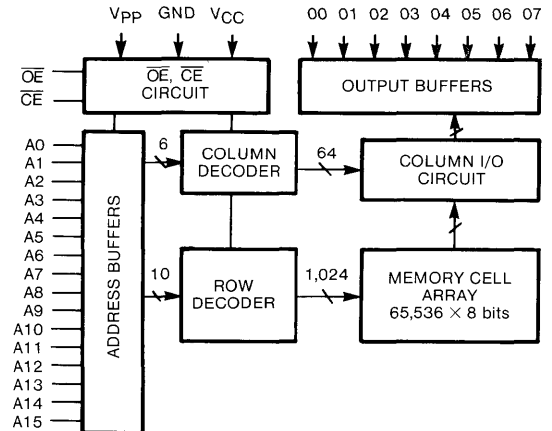 VPP GND VCC
00 01 02 03 04 05 06 07
OE
CE
OE, CE
CIRCUIT
OUTPUT BUFFERS
A0
A1
A2
A3
A4
A5
A6
A7
A8
A9
A10
A11
A12
A13
A14
A15
ADDRESS BUFFERS
6
COLUMN
DECODER
64
COLUMN I/O
CIRCUIT
10
ROW
DECODER
1,024
MEMORY CELL
ARRAY
65,536 × 8 bits